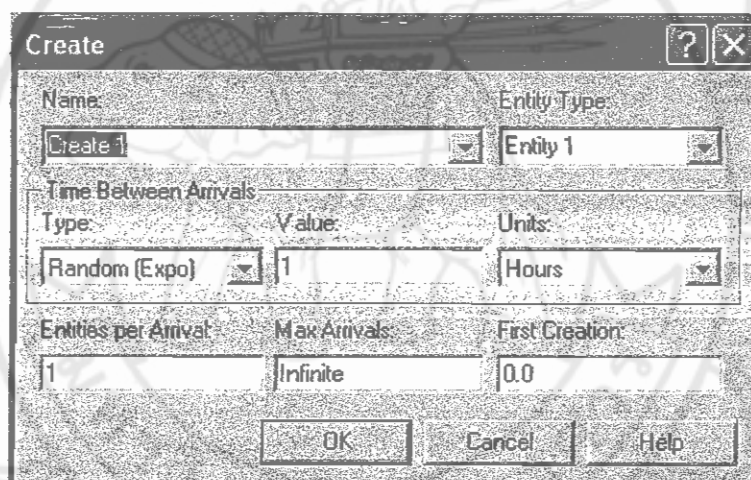 Create
Name: Entity Type:
Create 1 Entity 1
Time Between Arrivals
Type: Value: Units:
Random (Expo) 1 Hours
Entities per Arrival: Max Arrivals: First Creation:
1 Infinite 0.0
OK Cancel Help